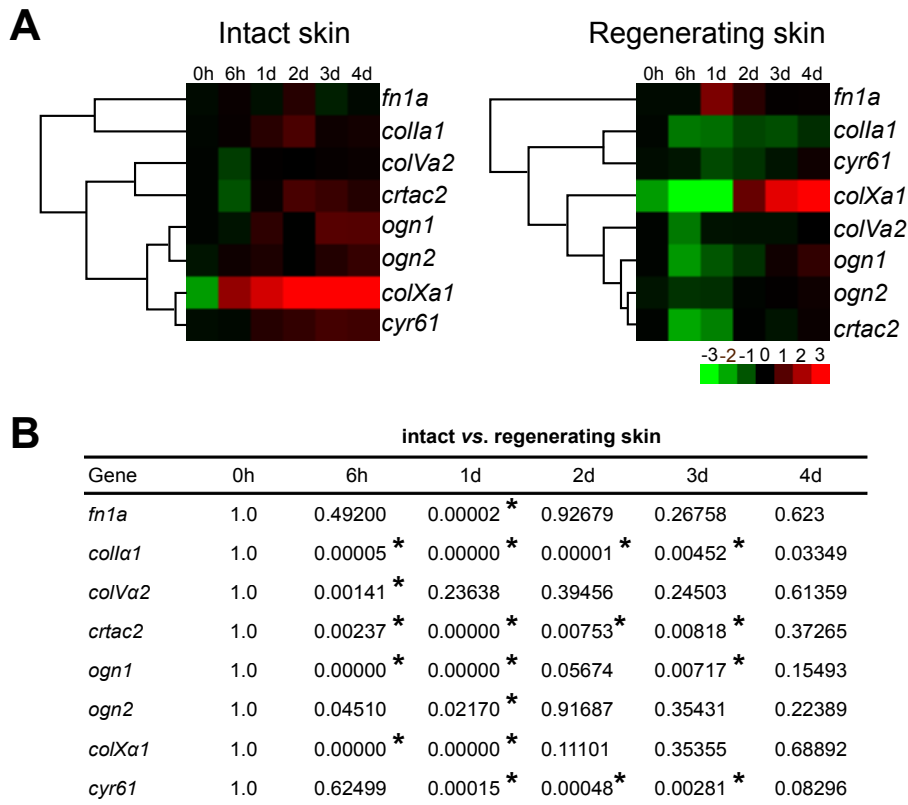 A
Intact skin
0h 6h 1d 2d 3d 4d
fn1a
colIa1
colVa2
crtac2
ogn1
ogn2
colXa1
cyr61
Regenerating skin
0h 6h 1d 2d 3d 4d
fn1a
colIa1
cyr61
colXa1
colVa2
ogn1
ogn2
crtac2
-3 -2 -1 0 1 2 3
B
intact vs. regenerating skin
Gene 0h 6h 1d 2d 3d 4d
fn1a 1.0 0.49200 0.00002 * 0.92679 0.26758 0.623
colIα1 1.0 0.00005 * 0.00000 * 0.00001 * 0.00452 * 0.03349
colVα2 1.0 0.00141 * 0.23638 0.39456 0.24503 0.61359
crtac2 1.0 0.00237 * 0.00000 * 0.00753 * 0.00818 * 0.37265
ogn1 1.0 0.00000 * 0.00000 * 0.05674 0.00717 * 0.15493
ogn2 1.0 0.04510 0.02170 * 0.91687 0.35431 0.22389
colXα1 1.0 0.00000 * 0.00000 * 0.11101 0.35355 0.68892
cyr61 1.0 0.62499 0.00015 * 0.00048 * 0.00281 * 0.08296